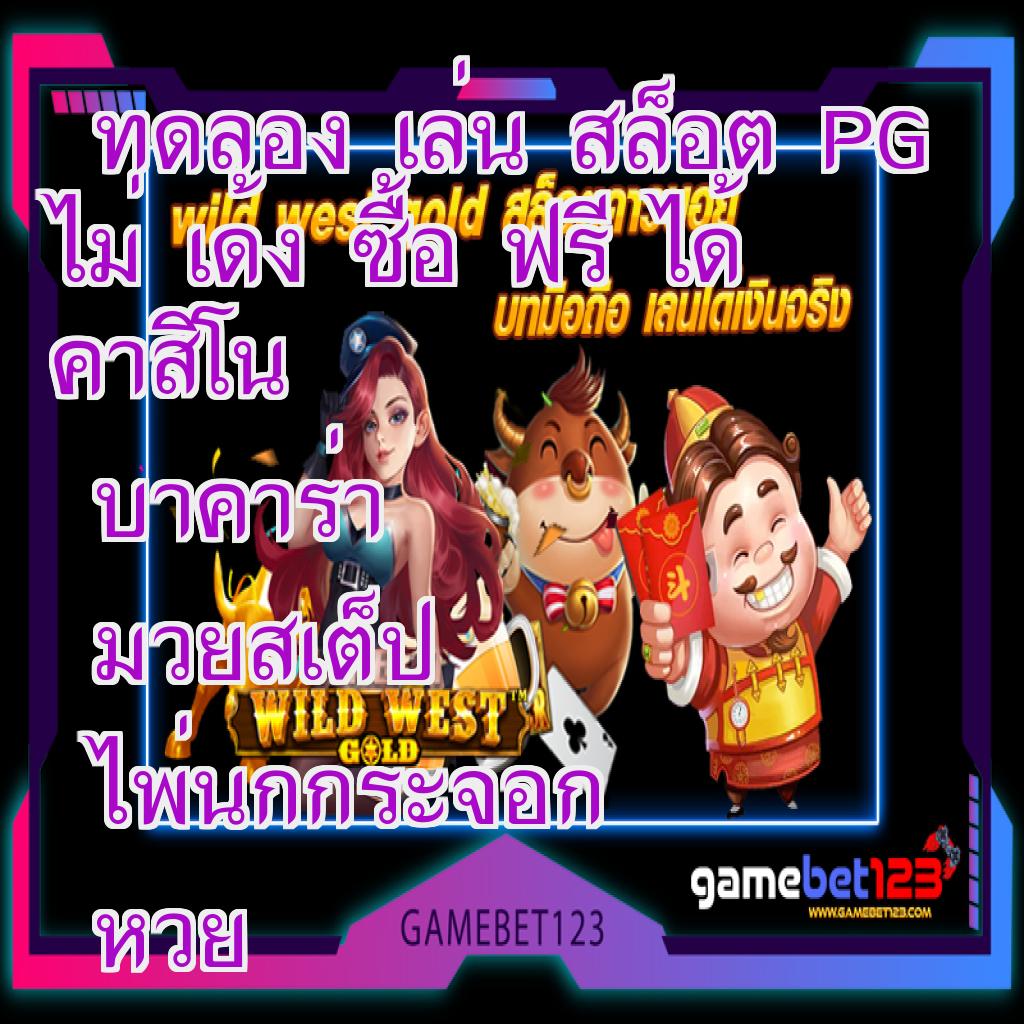 ทดลอง เล่น สล็อต PG
ไม่ เด้ง ซื้อ ฟรี ได้
wild west gold
คาสิโน
บนมือถือ เล่นได้เงินจริง
บาคาร่า
มวยสเต็ป
WILD WEST
GOLD
ไพ่นกกระจอก
หวย
GAMEBET123
gamebet123
WWW.GAMEBET123.COM